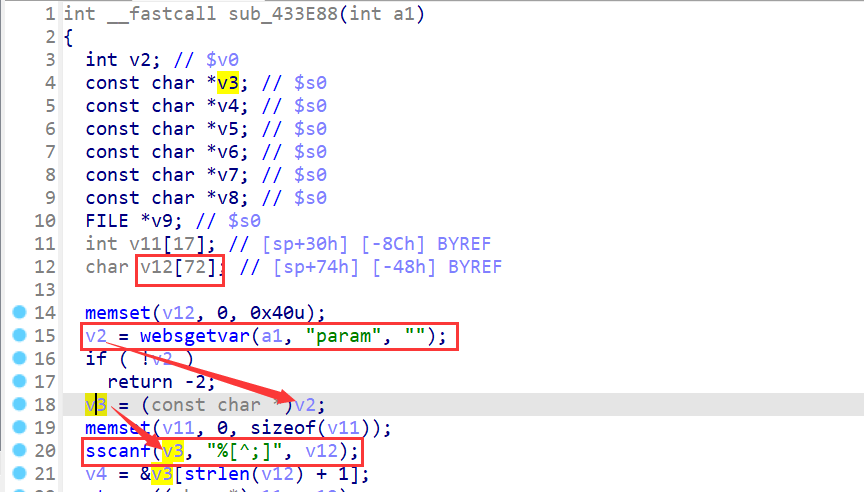 1 int __fastcall sub_433E88(int a1)
2 {
3 int v2; // $v0
4 const char *v3; // $s0
5 const char *v4; // $s0
6 const char *v5; // $s0
7 const char *v6; // $s0
8 const char *v7; // $s0
9 const char *v8; // $s0
10 FILE *v9; // $s0
11 int v11[17]; // [sp+30h] [-8Ch] BYREF
12 char v12[72]; // [sp+74h] [-48h] BYREF
13
14 memset(v12, 0, 0x40u);
15 v2 = websgetvar(a1, "param", "");
16 if ( !v2 )
17 return -2;
18 v3 = (const char *)v2;
19 memset(v11, 0, sizeof(v11));
20 sscanf(v3, "%[^;]", v12);
21 v4 = &v3[strlen(v12) + 1];